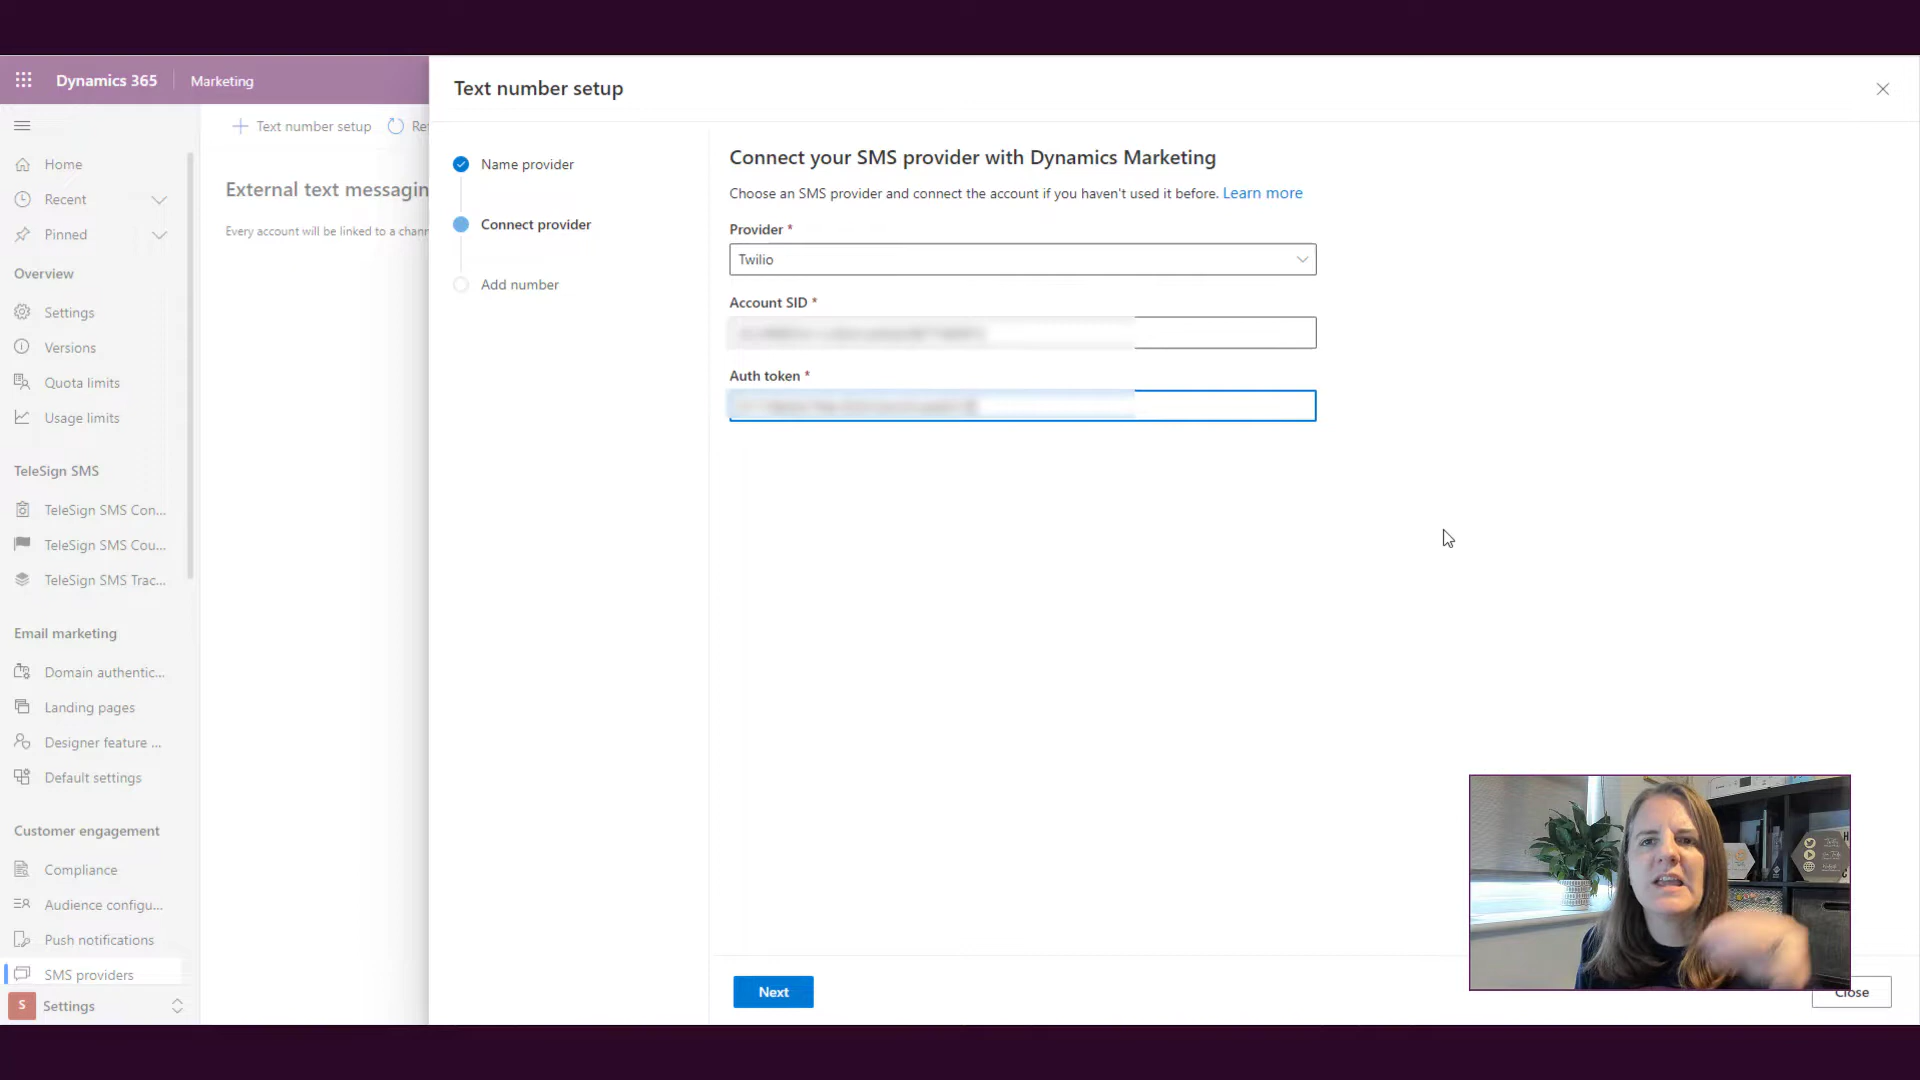 Dynamics 365
Marketing
Text number setup
Ref
Home
Recent
Pinned
Overview
Settings
Versions
Quota limits
Usage limits
TeleSign SMS
TeleSign SMS Con...
TeleSign SMS Cou...
TeleSign SMS Trac...
Email marketing
Domain authentic...
Landing pages
Designer feature ...
Default settings
Customer engagement
Compliance
Audience configu...
Push notifications
SMS providers
S
Settings
External text messagin
Every account will be linked to a chann
Text number setup
Name provider
Connect provider
Add number
Connect your SMS provider with Dynamics Marketing
Choose an SMS provider and connect the account if you haven't used it before. Learn more
Provider *
Twilio
Account SID *
Auth token *
Next
Close